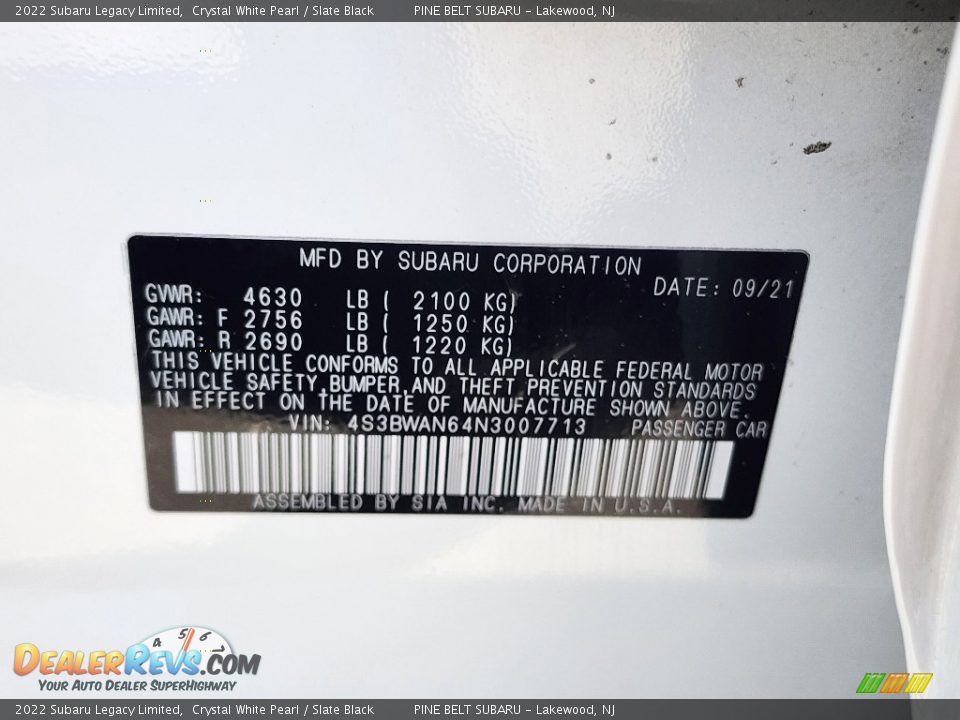 2022 Subaru Legacy Limited, Crystal White Pearl / Slate Black PINE BELT SUBARU - Lakewood, NJ
MFD BY SUBARU CORPORATION
DATE: 09/21
GVWR: 4630 LB ( 2100 KG)
GAWR: F 2756 LB ( 1250 KG)
GAWR: R 2690 LB ( 1220 KG)
THIS VEHICLE CONFORMS TO ALL APPLICABLE FEDERAL MOTOR
VEHICLE SAFETY,BUMPER,AND THEFT PREVENTION STANDARDS
IN EFFECT ON THE DATE OF MANUFACTURE SHOWN ABOVE.
VIN: 4S3BWAN64N3007713 PASSENGER CAR
ASSEMBLED BY SIA INC. MADE IN U.S.A.
4 5 6 7
DEALERREVS.COM
YOUR AUTO DEALER SUPERHIGHWAY
2022 Subaru Legacy Limited, Crystal White Pearl / Slate Black PINE BELT SUBARU - Lakewood, NJ